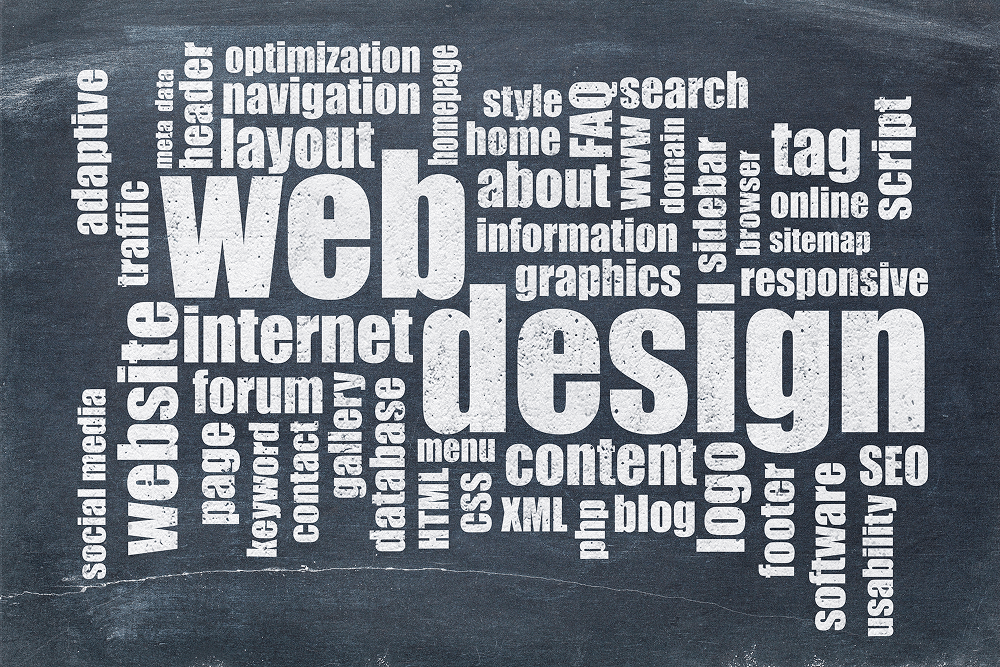 optimization
navigation
layout
header
meta data
homepage
adaptive
traffic
style
home
FAQ
search
www
domain
about
information
graphics
sidebar
browser
tag
online
sitemap
script
responsive
web
design
internet
website
forum
social media
page
keyword
contact
gallery
database
menu
HTML
CSS
content
XML
php
blog
logo
footer
software
SEO
usability